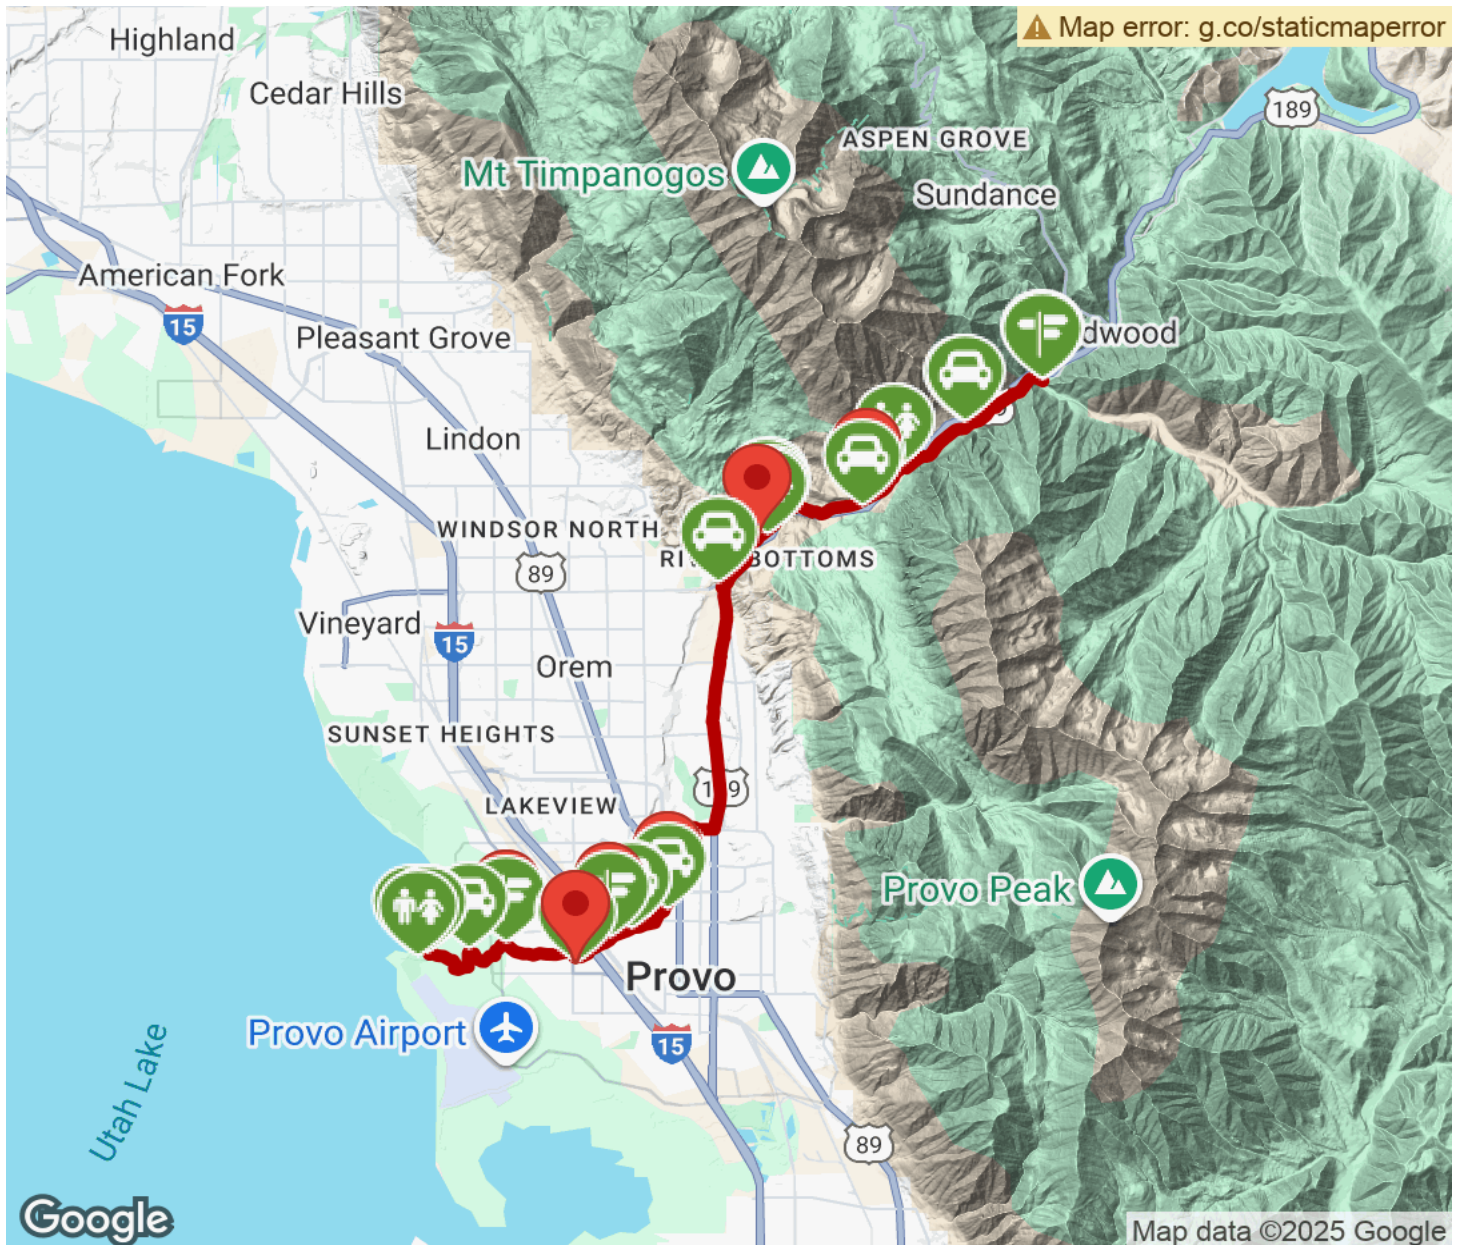 Highland
Map error: g.co/staticmaperror
Cedar Hills
189
ASPEN GROVE
Mt Timpanogos
Sundance
American Fork
15
Pleasant Grove
dwood
Lindon
WINDSOR NORTH
RIV
BOTTOMS
89
Vineyard
15
Orem
SUNSET HEIGHTS
189
LAKEVIEW
Provo Peak
Provo
Provo Airport
15
Utah Lake
89
Google
Map data ©2025 Google